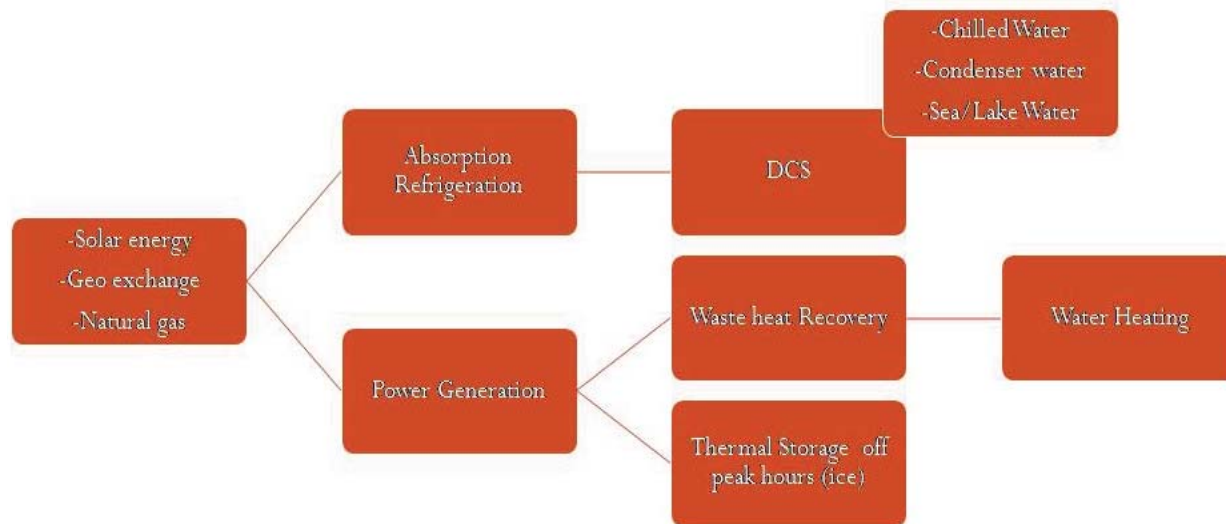 -Chilled Water
-Condenser water
-Sea/Lake Water
Absorption
Refrigeration
DCS
-Solar energy
-Geo exchange
-Natural gas
Waste heat Recovery
Water Heating
Power Generation
Thermal Storage off
peak hours (ice)